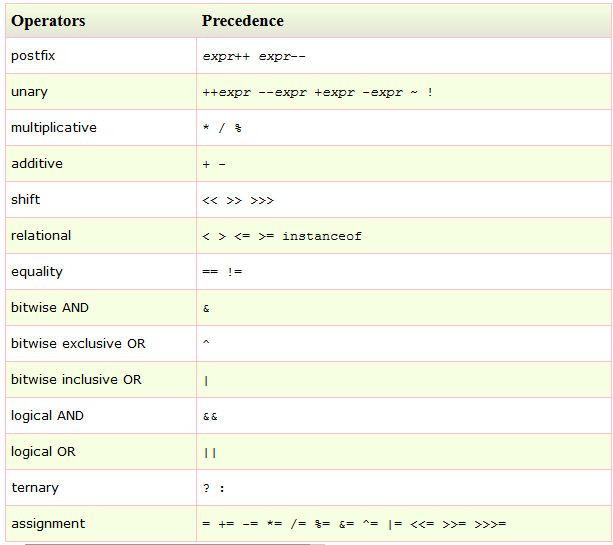 Operators Precedence
postfix expr++ expr--
unary ++expr --expr +expr -expr ~ !
multiplicative * / %
additive + -
shift << >> >>>
relational < > <= >= instanceof
equality == !=
bitwise AND &
bitwise exclusive OR ^
bitwise inclusive OR |
logical AND &&
logical OR ||
ternary ? :
assignment = += -= *= /= %= &= ^= |= <<= >>= >>>=